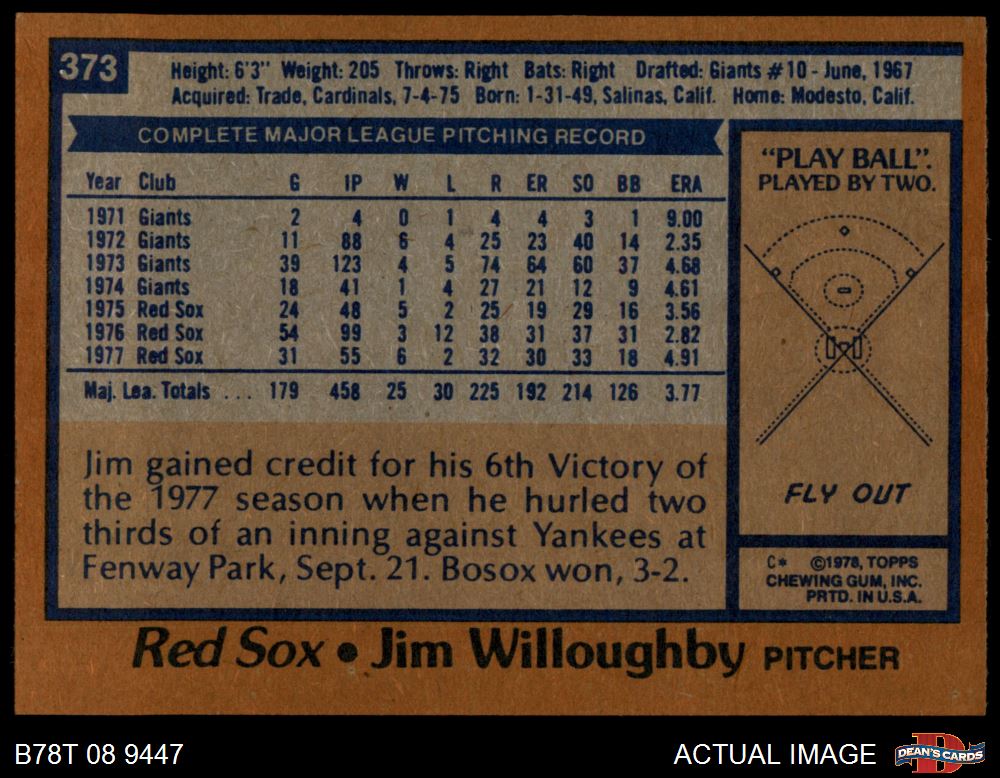 373
Height: 6'3" Weight: 205 Throws: Right Bats: Right Drafted: Giants #10 - June, 1967
Acquired: Trade, Cardinals, 7-4-75 Born: 1-31-49, Salinas, Calif. Home: Modesto, Calif.
COMPLETE MAJOR LEAGUE PITCHING RECORD
Year Club G IP W L R ER SO BB ERA
1971 Giants 2 4 0 1 4 4 3 1 9.00
1972 Giants 11 88 6 4 25 23 40 14 2.35
1973 Giants 39 123 4 5 74 64 60 37 4.68
1974 Giants 18 41 1 4 27 21 12 9 4.61
1975 Red Sox 24 48 5 2 25 19 29 16 3.56
1976 Red Sox 54 99 3 12 38 31 37 31 2.82
1977 Red Sox 31 55 6 2 32 30 33 18 4.91
Maj. Lea. Totals . . . 179 458 25 30 225 192 214 126 3.77
Jim gained credit for his 6th Victory of
the 1977 season when he hurled two
thirds of an inning against Yankees at
Fenway Park, Sept. 21. Bosox won, 3-2.
"PLAY BALL".
PLAYED BY TWO.
FLY OUT
C* ©1978, TOPPS
CHEWING GUM, INC.
PRTD. IN U.S.A.
Red Sox • Jim Willoughby PITCHER
B78T 08 9447
ACTUAL IMAGE
D
DEAN'S CARDS